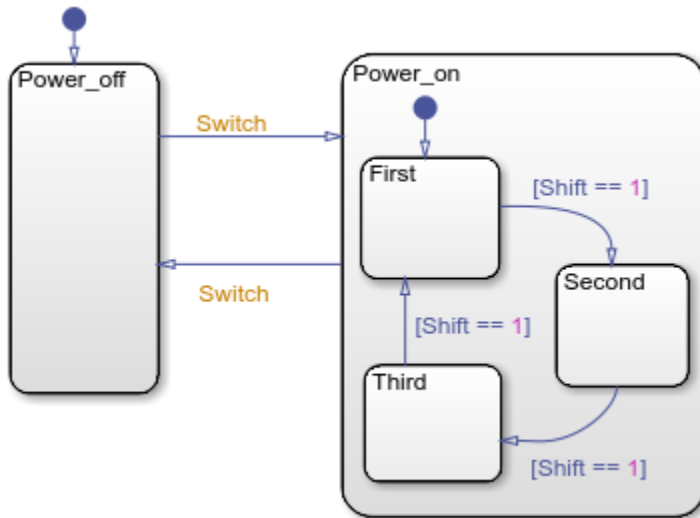 Power_off
Switch
Switch
Power_on
First
[Shift == 1]
Second
[Shift == 1]
Third
[Shift == 1]